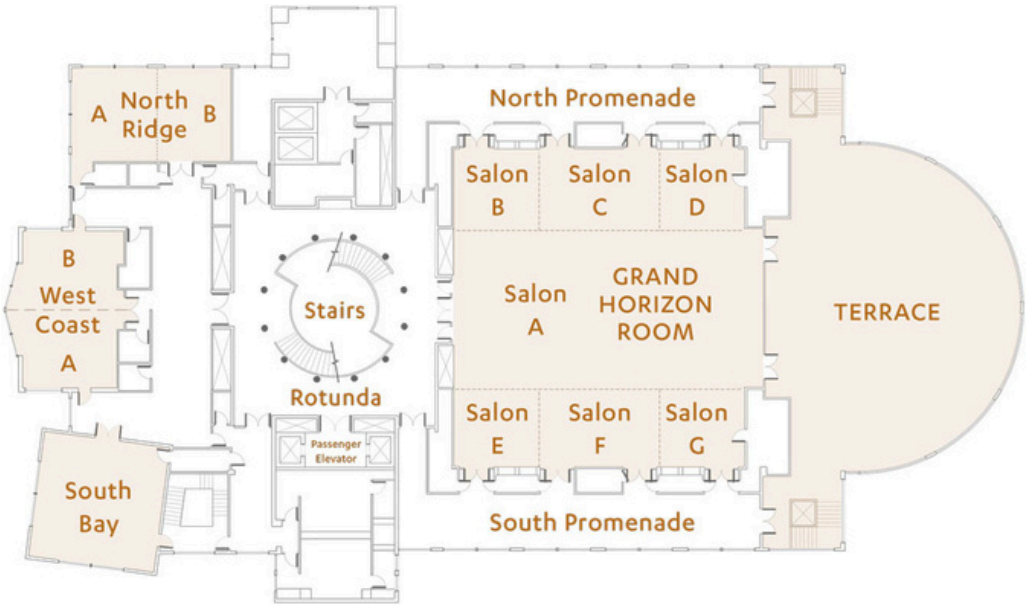 North Promenade
A North B
Ridge
Salon B
Salon C
Salon D
B
West
Coast
A
Stairs
Salon A
GRAND
HORIZON
ROOM
TERRACE
Rotunda
Passenger
Elevator
Salon E
Salon F
Salon G
South
Bay
South Promenade